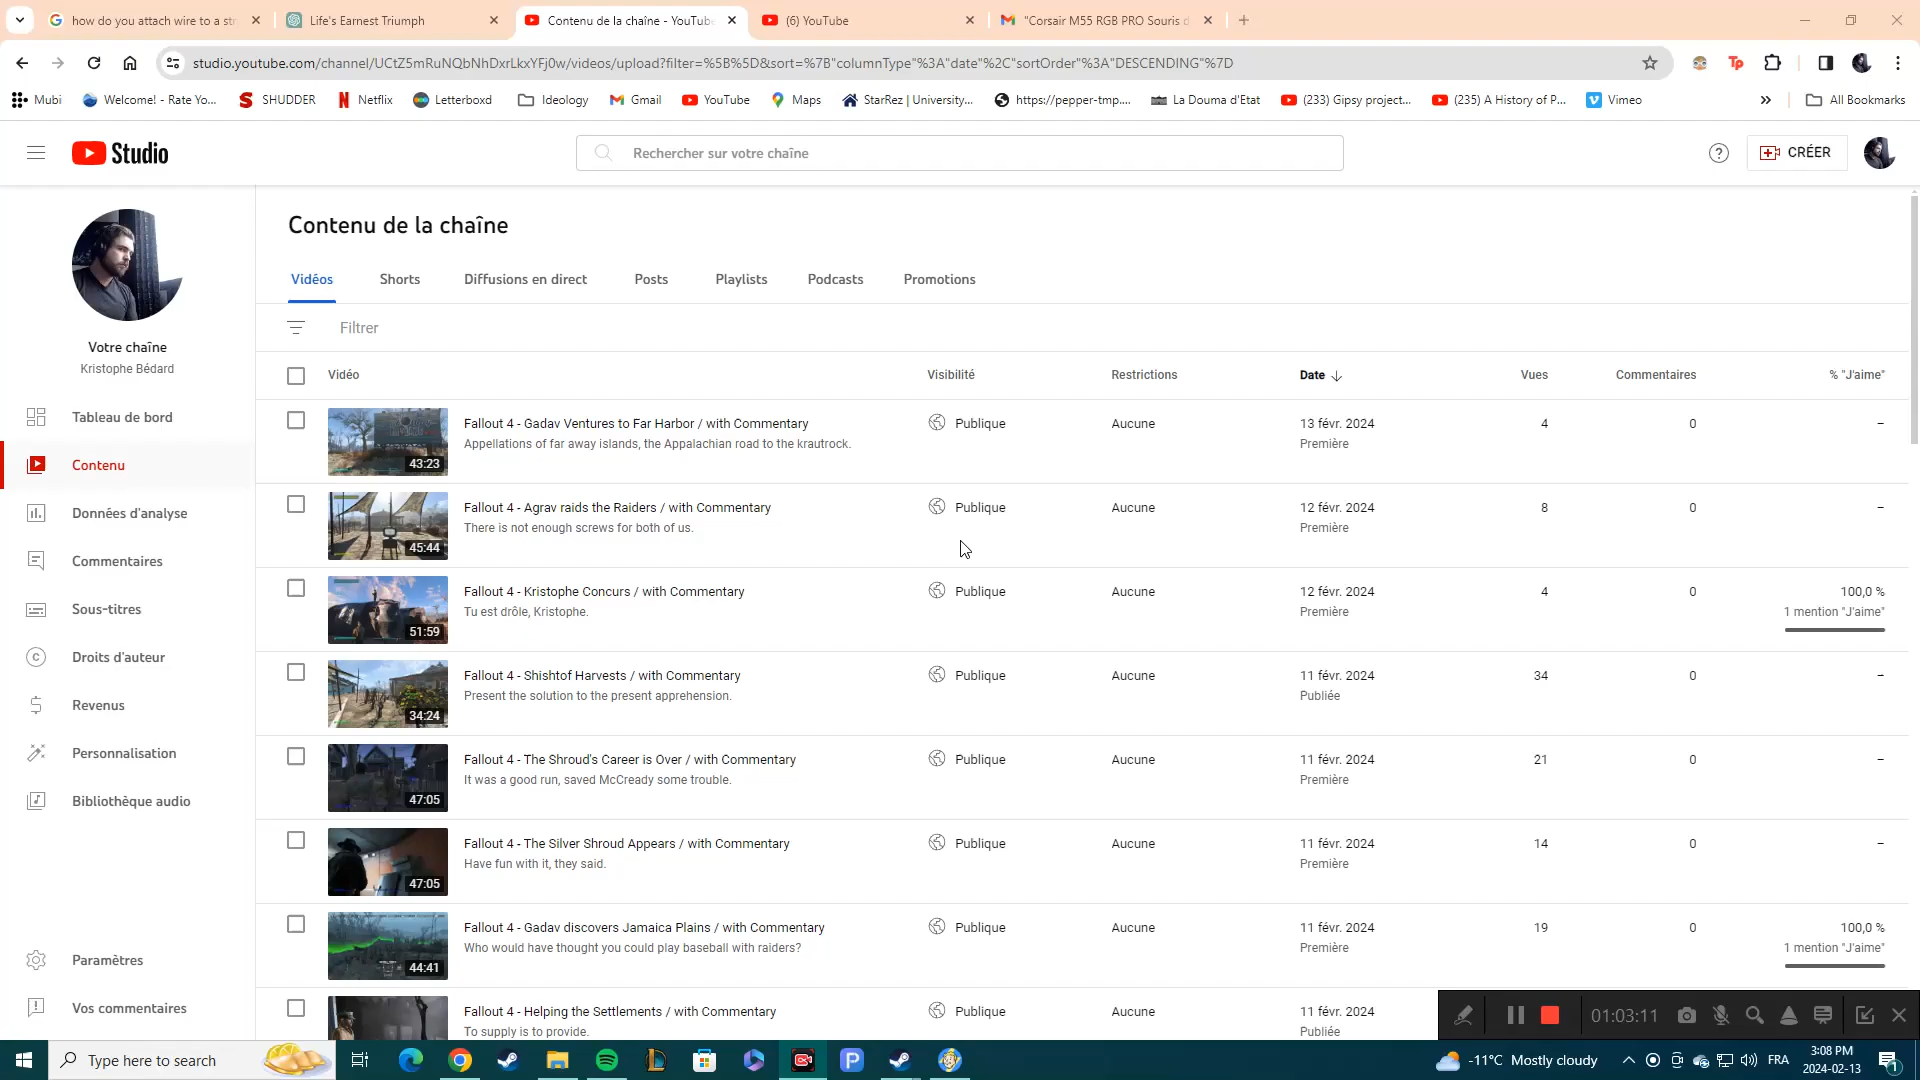 how do you attach wire to a str
Life's Earnest Triumph
Contenu de la chaîne - YouTube
(6) YouTube
"Corsair M55 RGB PRO Souris d
studio.youtube.com/channel/UCtZ5mRuNQbNhDxrLkxYFj0w/videos/upload?filter=%5B%5D&sort=%7B"columnType"%3A"date"%2C"sortOrder"%3A"DESCENDING"%7D
Mubi
Welcome! - Rate Yo...
SHUDDER
Netflix
Letterboxd
Ideology
Gmail
YouTube
Maps
StarRez | University...
https://pepper-tmp....
La Douma d'Etat
(233) Gipsy project...
(235) A History of P...
Vimeo
»
All Bookmarks
Studio
Rechercher sur votre chaîne
CRÉER
Votre chaîne
Kristophe Bédard
Tableau de bord
Contenu
Données d'analyse
Commentaires
Sous-titres
Droits d'auteur
Revenus
Personnalisation
Bibliothèque audio
Paramètres
Vos commentaires
Contenu de la chaîne
Vidéos Shorts Diffusions en direct Posts Playlists Podcasts Promotions
Filtrer
Vidéo Visibilité Restrictions Date Vues Commentaires % "J'aime"
43:23
Fallout 4 - Gadav Ventures to Far Harbor / with Commentary Publique Aucune 13 févr. 2024 4 0 –
Appellations of far away islands, the Appalachian road to the krautrock. Première
45:44
Fallout 4 - Agrav raids the Raiders / with Commentary Publique Aucune 12 févr. 2024 8 0 –
There is not enough screws for both of us. Première
51:59
Fallout 4 - Kristophe Concurs / with Commentary Publique Aucune 12 févr. 2024 4 0 100,0 %
Tu est drôle, Kristophe. Première 1 mention "J'aime"
34:24
Fallout 4 - Shishtof Harvests / with Commentary Publique Aucune 11 févr. 2024 34 0 –
Present the solution to the present apprehension. Publiée
47:05
Fallout 4 - The Shroud's Career is Over / with Commentary Publique Aucune 11 févr. 2024 21 0 –
It was a good run, saved McCready some trouble. Première
47:05
Fallout 4 - The Silver Shroud Appears / with Commentary Publique Aucune 11 févr. 2024 14 0 –
Have fun with it, they said. Première
44:41
Fallout 4 - Gadav discovers Jamaica Plains / with Commentary Publique Aucune 11 févr. 2024 19 0 100,0 %
Who would have thought you could play baseball with raiders? Première 1 mention "J'aime"
Fallout 4 - Helping the Settlements / with Commentary Publique Aucune 11 févr. 2024
To supply is to provide. Publiée
01:03:11
Type here to search
-11°C Mostly cloudy
FRA
3:08 PM
2024-02-13
1